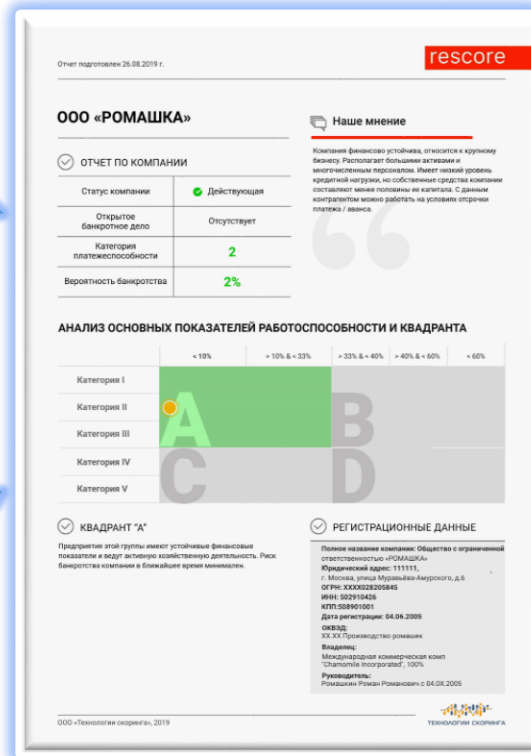 Отчет подготовлен 26.08.2019 г.
rescore
ООО «РОМАШКА»
ОТЧЕТ ПО КОМПАНИИ
Статус компании Действующая
Открытое
банкротное дело Отсутствует
Категория
платежеспособности 2
Вероятность банкротства 2%
Наше мнение
Компания финансово устойчива, относится к крупному
бизнесу. Располагает большими активами и
многочисленным персоналом. Имеет низкий уровень
кредитной нагрузки, но собственные средства компании
составляют менее половины ее капитала. С данным
контрагентом можно работать на условиях отсрочки
платежа / аванса.
АНАЛИЗ ОСНОВНЫХ ПОКАЗАТЕЛЕЙ РАБОТОСПОСОБНОСТИ И КВАДРАНТА
< 10% > 10% & < 33% > 33% & < 40% > 40% & < 60% < 60%
Категория I
Категория II
Категория III
Категория IV
Категория V
A B
C D
КВАДРАНТ "А"
Предприятия этой группы имеют устойчивые финансовые
показатели и ведут активную хозяйственную деятельность. Риск
банкротства компании в ближайшее время минимален.
РЕГИСТРАЦИОННЫЕ ДАННЫЕ
Полное название компании: Общество с ограниченной
ответственностью «РОМАШКА»
Юридический адрес: 111111,
г. Москва, улица Муравьёва-Амурского, д.6
ОГРН: XXXX028205845
ИНН: 502910426
КПП:508901001
Дата регистрации: 04.06.2005
ОКВЭД:
XX.XX Производство ромашек
Владелец:
Международная коммерческая комп
"Chamomile incorporated", 100%
Руководитель:
Ромашкин Роман Романович с 04.0X.2005
ООО «Технологии скоринга», 2019
ТЕХНОЛОГИИ СКОРИНГА